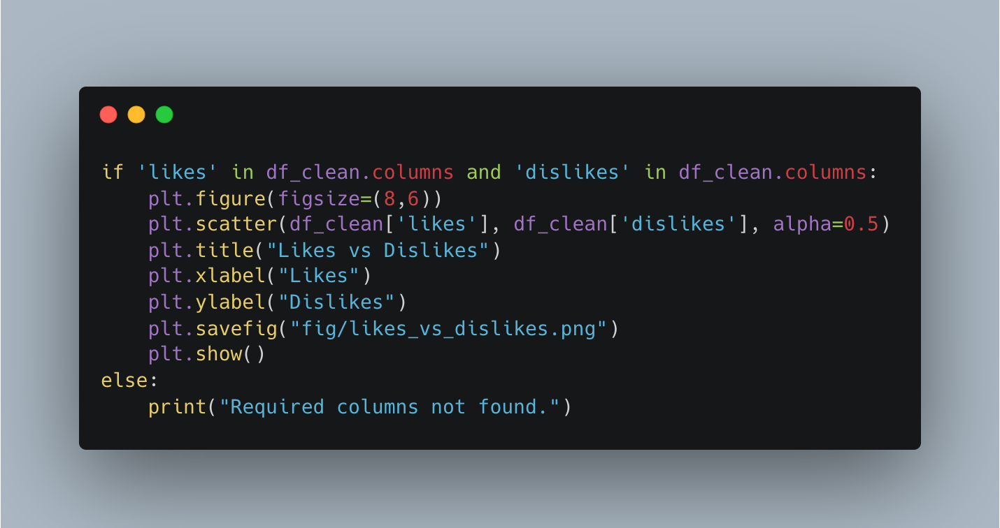 if 'likes' in df_clean.columns and 'dislikes' in df_clean.columns:
    plt.figure(figsize=(8,6))
    plt.scatter(df_clean['likes'], df_clean['dislikes'], alpha=0.5)
    plt.title("Likes vs Dislikes")
    plt.xlabel("Likes")
    plt.ylabel("Dislikes")
    plt.savefig("fig/likes_vs_dislikes.png")
    plt.show()
else:
    print("Required columns not found.")